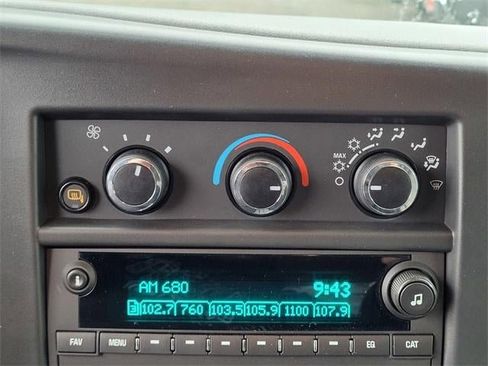 MAX
AM 680 9:43
102.7 760 103.5 105.9 1100 107.9
FAV MENU EQ CAT